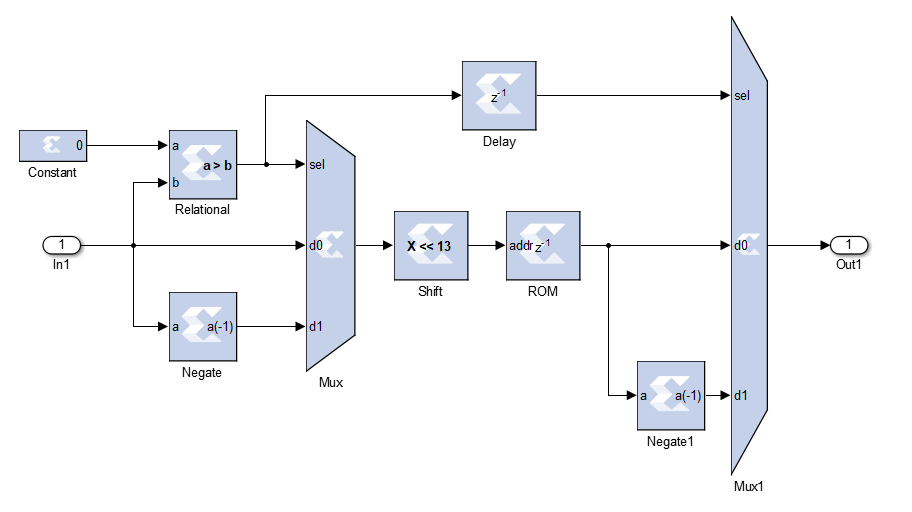 z⁻¹
sel
Delay
0
Constant
a
a > b
b
Relational
sel
1
In1
d0
X << 13
Shift
addr z⁻¹
ROM
d0
1
Out1
a
a(-1)
Negate
d1
Mux
a
a(-1)
Negate1
d1
Mux1